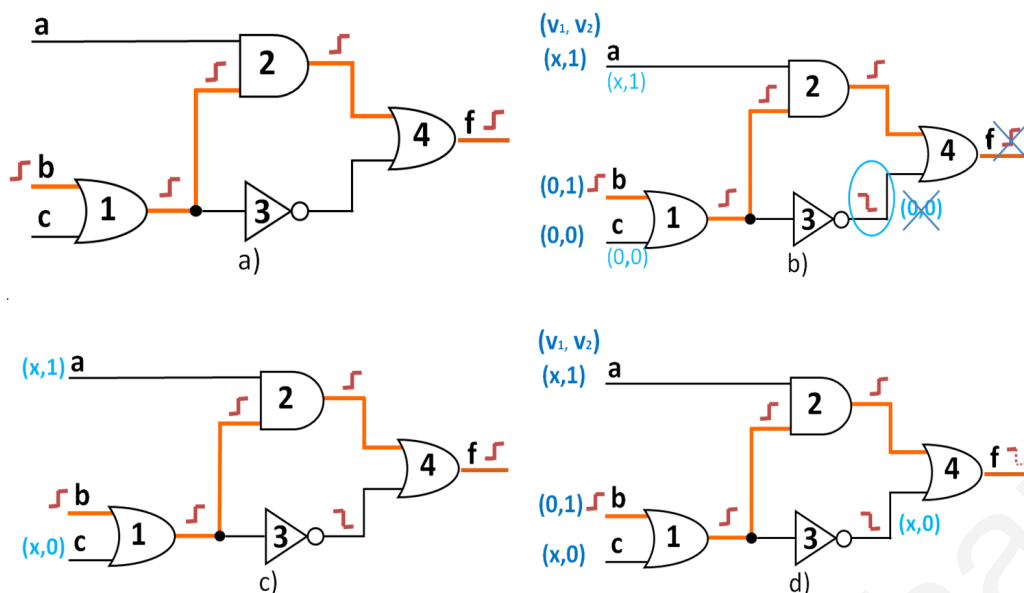 a
2
b
c
1
3
4
f
a)
(v₁, v₂)
(x,1) a
(x,1)
2
(0,1) b
(0,0) c
(0,0)
1
3
(0,0)
4
f
b)
(x,1) a
2
b
(x,0) c
1
3
4
f
c)
(v₁, v₂)
(x,1) a
2
(0,1) b
(x,0) c
1
3
(x,0)
4
f
d)